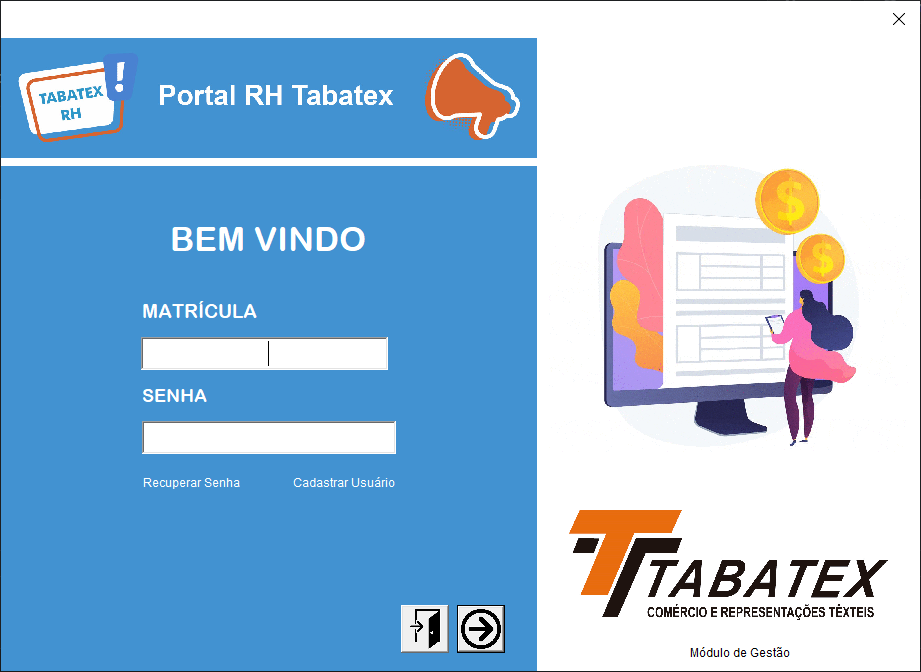 TABATEX
RH
!
Portal RH Tabatex
BEM VINDO
MATRÍCULA
SENHA
Recuperar Senha
Cadastrar Usuário
$
$
TABATEX
COMÉRCIO E REPRESENTAÇÕES TÊXTEIS
Módulo de Gestão